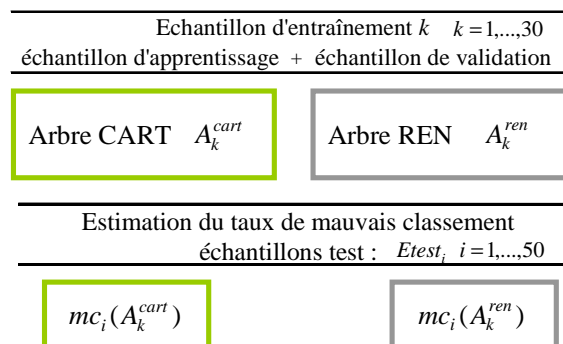 Echantillon d'entraînement k k = 1,...,30
échantillon d'apprentissage + échantillon de validation
Arbre CART A_k^{cart} Arbre REN A_k^{ren}
Estimation du taux de mauvais classement
échantillons test : Etest_i i = 1,...,50
mc_i(A_k^{cart}) mc_i(A_k^{ren})